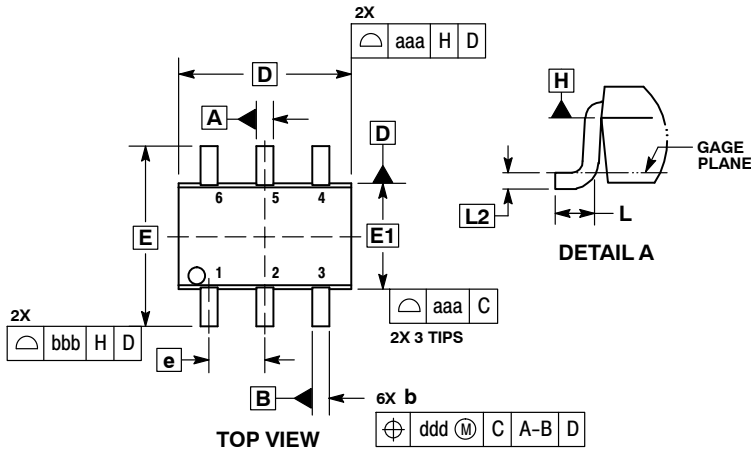 2X
⌓ aaa H D
D
A
D
6 5 4
E
E1
1 2 3
2X
⌓ bbb H D
⌓ aaa C
2X 3 TIPS
e
B
6X b
⌖ ddd Ⓜ C A-B D
TOP VIEW
H
GAGE
PLANE
L2
L
DETAIL A